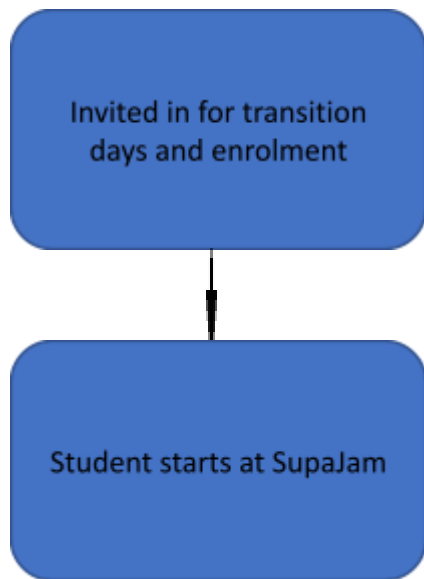 Invited in for transition
days and enrolment
Student starts at SupaJam